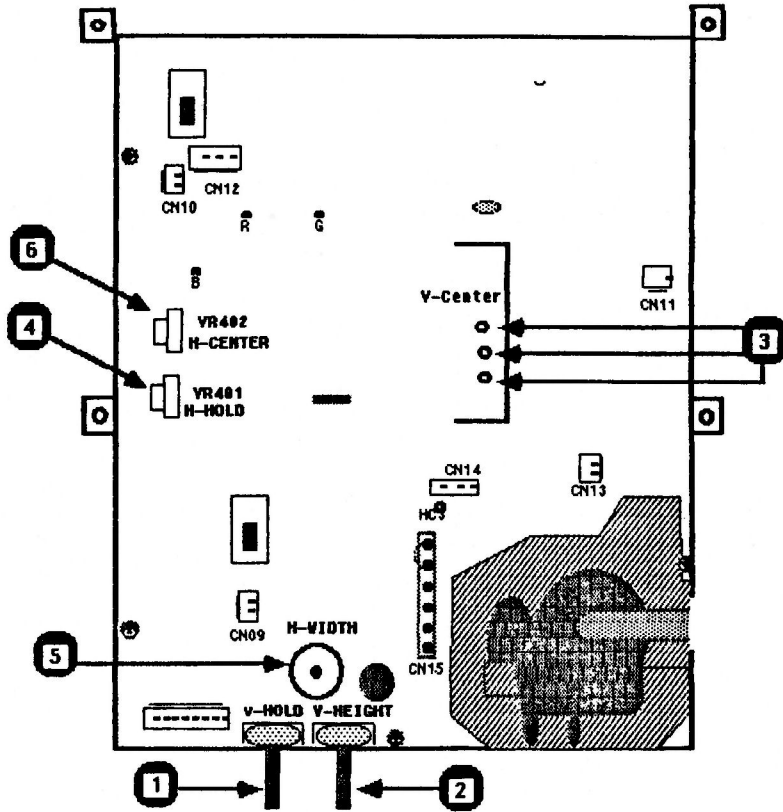 CN12
CN10
R
G
6
B
V-Center
CN11
VR402
H-CENTER
4
3
VR401
H-HOLD
CN14
CN13
HC3
CN09
H-WIDTH
5
CN15
V-HOLD
V-HEIGHT
1
2